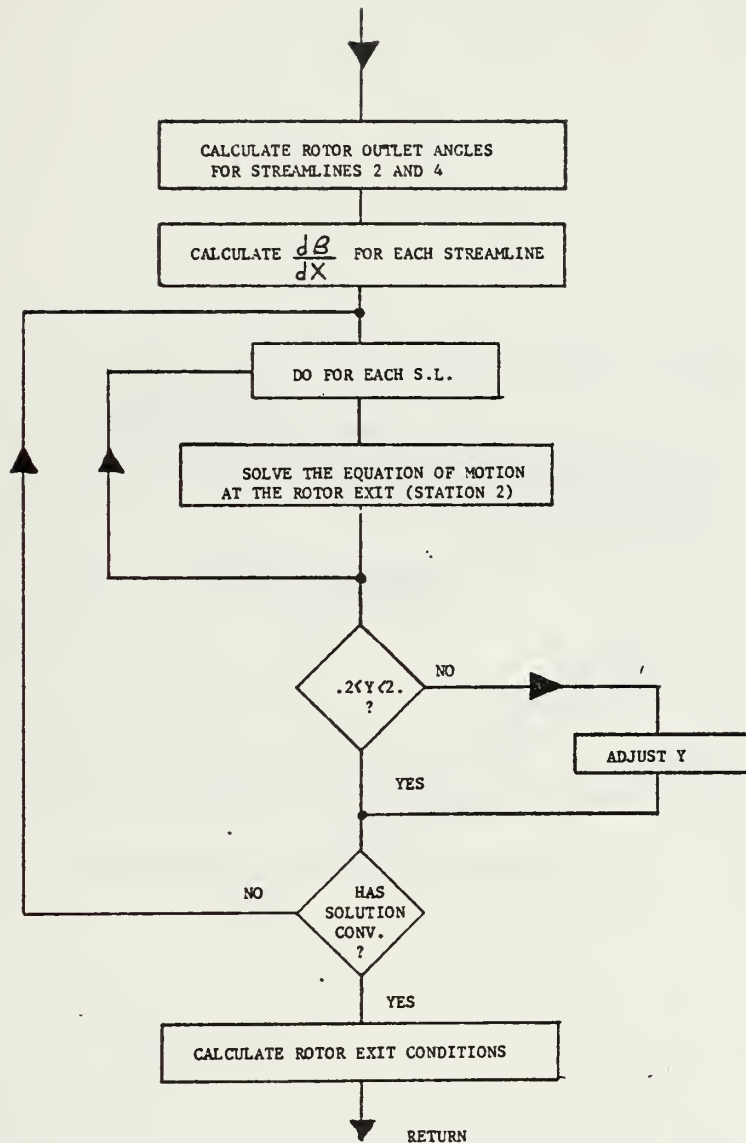 CALCULATE ROTOR OUTLET ANGLES
FOR STREAMLINES 2 AND 4
CALCULATE dB/dX FOR EACH STREAMLINE
DO FOR EACH S.L.
SOLVE THE EQUATION OF MOTION
AT THE ROTOR EXIT (STATION 2)
.2<Y<2.
?
NO
ADJUST Y
YES
HAS
SOLUTION
CONV.
?
NO
YES
CALCULATE ROTOR EXIT CONDITIONS
RETURN